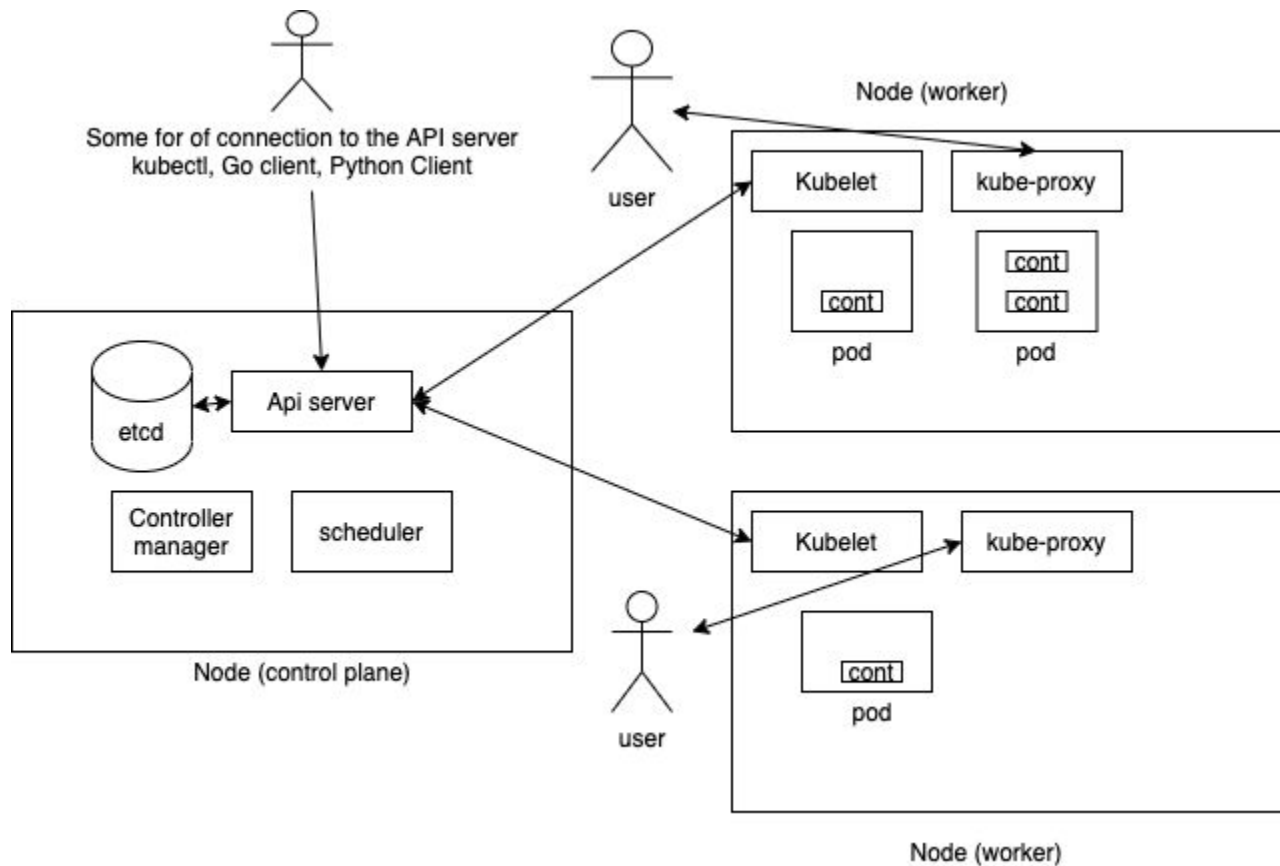 Some for of connection to the API server
kubectl, Go client, Python Client
user
Node (worker)
Kubelet
kube-proxy
cont
pod
cont
cont
pod
etcd
Api server
Controller
manager
scheduler
Node (control plane)
Kubelet
kube-proxy
cont
pod
user
Node (worker)